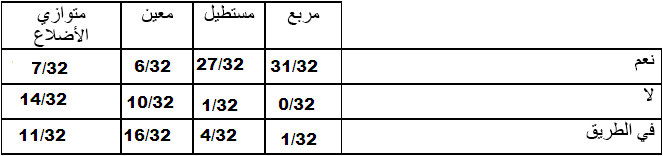 مربع مستطيل معين متوازي الأضلاع
نعم 31/32 27/32 6/32 7/32
لا 0/32 1/32 10/32 14/32
في الطريق 1/32 4/32 16/32 11/32